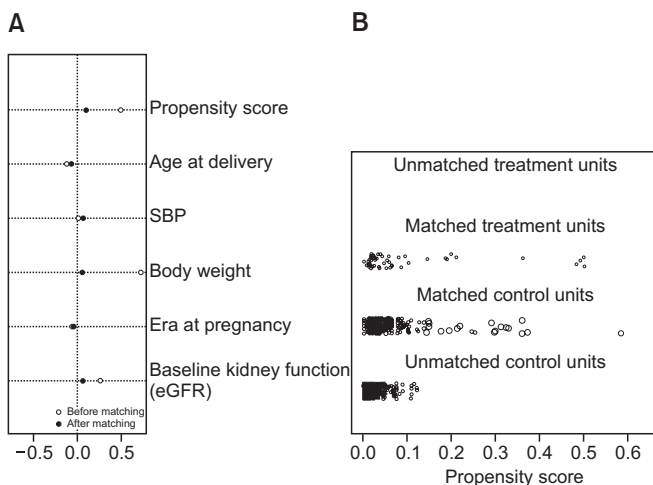 A
Propensity score
Age at delivery
SBP
Body weight
Era at pregnancy
Baseline kidney function
(eGFR)
Before matching
After matching
−0.5 0.0 0.5
B
Unmatched treatment units
Matched treatment units
Matched control units
Unmatched control units
0.0 0.1 0.2 0.3 0.4 0.5 0.6
Propensity score